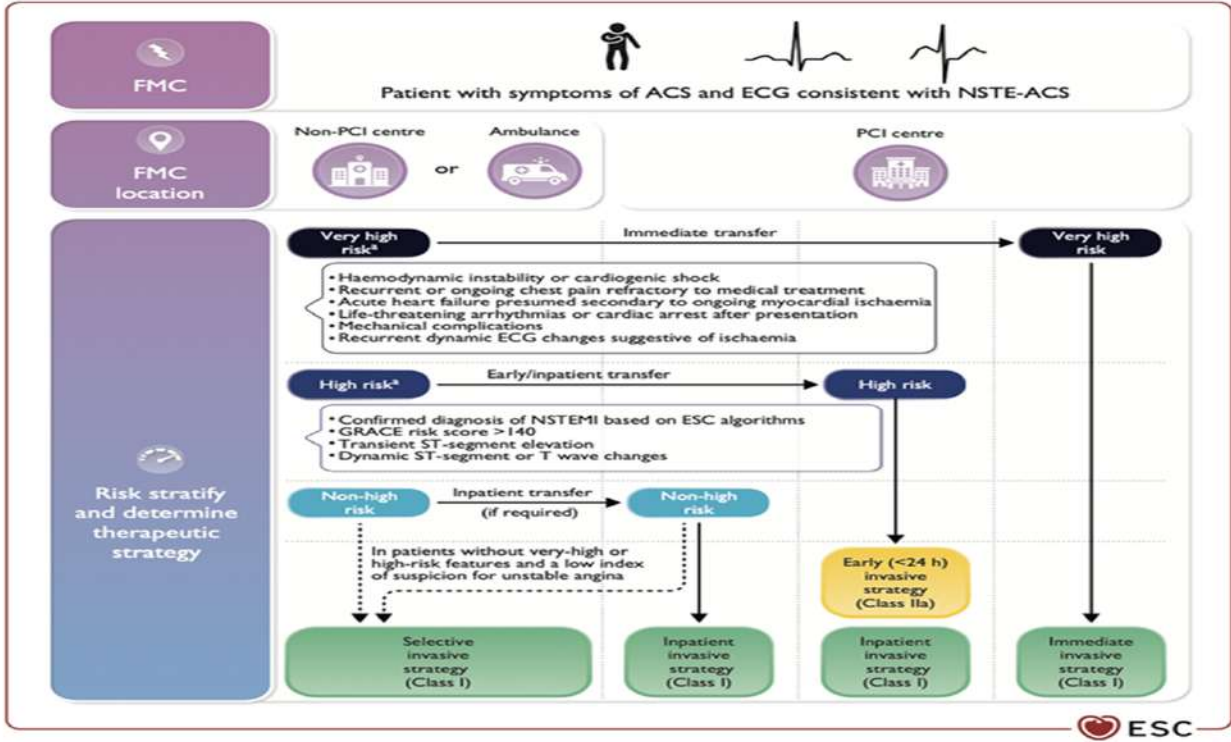 FMC
Patient with symptoms of ACS and ECG consistent with NSTE-ACS
FMC
location
Non-PCI centre
or
Ambulance
PCI centre
Risk stratify
and determine
therapeutic
strategy
Very high
riskª
Immediate transfer
Very high
risk
• Haemodynamic instability or cardiogenic shock
• Recurrent or ongoing chest pain refractory to medical treatment
• Acute heart failure presumed secondary to ongoing myocardial ischaemia
• Life-threatening arrhythmias or cardiac arrest after presentation
• Mechanical complications
• Recurrent dynamic ECG changes suggestive of ischaemia
High riskª
Early/inpatient transfer
High risk
• Confirmed diagnosis of NSTEMI based on ESC algorithms
• GRACE risk score >140
• Transient ST-segment elevation
• Dynamic ST-segment or T wave changes
Non-high
risk
Inpatient transfer
(if required)
Non-high
risk
In patients without very-high or
high-risk features and a low index
of suspicion for unstable angina
Early (<24 h)
invasive
strategy
(Class IIa)
Selective
invasive
strategy
(Class I)
Inpatient
invasive
strategy
(Class I)
Inpatient
invasive
strategy
(Class I)
Immediate
invasive
strategy
(Class I)
ESC